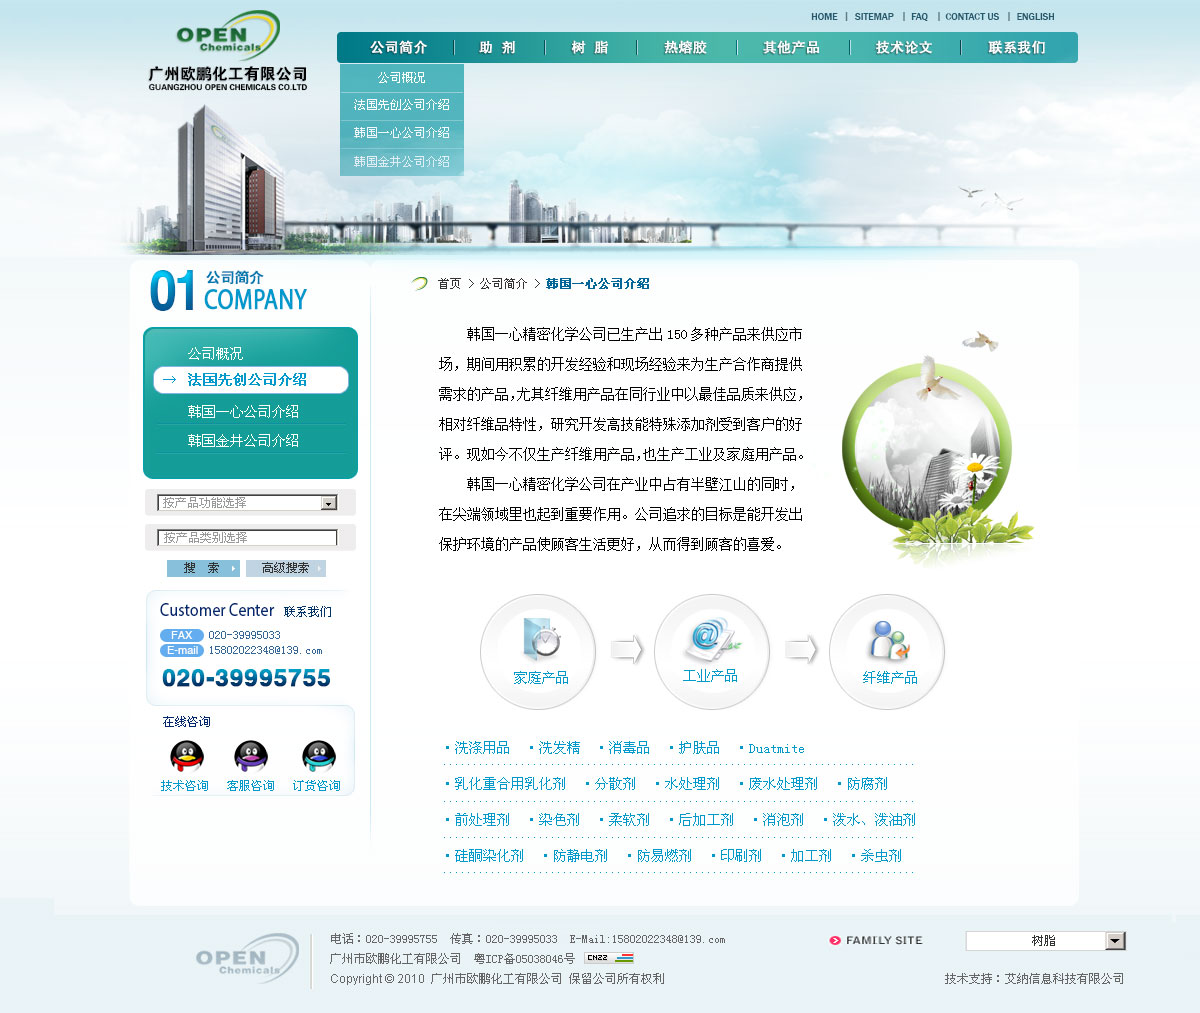 OPEN
Chemicals
广州欧鹏化工有限公司
GUANGZHOU OPEN CHEMICALS CO.LTD
HOME | SITEMAP | FAQ | CONTACT US | ENGLISH
公司简介 助 剂 树 脂 热熔胶 其他产品 技术论文 联系我们
公司概况
法国先创公司介绍
韩国一心公司介绍
韩国金井公司介绍
01 公司简介
COMPANY
首页 > 公司简介 > 韩国一心公司介绍
公司概况
法国先创公司介绍
韩国一心公司介绍
韩国金井公司介绍
按产品功能选择
按产品类别选择
搜 索 高级搜索
Customer Center 联系我们
FAX 020-39995033
E-mail 15802022348@139.com
020-39995755
在线咨询
技术咨询 客服咨询 订货咨询
韩国一心精密化学公司已生产出 150 多种产品来供应市
场，期间用积累的开发经验和现场经验来为生产合作商提供
需求的产品，尤其纤维用产品在同行业中以最佳品质来供应，
相对纤维品特性，研究开发高技能特殊添加剂受到客户的好
评。现如今不仅生产纤维用产品，也生产工业及家庭用产品。
韩国一心精密化学公司在产业中占有半壁江山的同时，
在尖端领域里也起到重要作用。公司追求的目标是能开发出
保护环境的产品使顾客生活更好，从而得到顾客的喜爱。
家庭产品 工业产品 纤维产品
· 洗涤用品 · 洗发精 · 消毒品 · 护肤品 · Duatmite
· 乳化重合用乳化剂 · 分散剂 · 水处理剂 · 废水处理剂 · 防腐剂
· 前处理剂 · 染色剂 · 柔软剂 · 后加工剂 · 消泡剂 · 泼水、泼油剂
· 硅酮染化剂 · 防静电剂 · 防易燃剂 · 印刷剂 · 加工剂 · 杀虫剂
OPEN
Chemicals
电话：020-39995755 传真：020-39995033 E-Mail:15802022348@139.com
广州市欧鹏化工有限公司 粤ICP备05038046号 CNZZ
Copyright © 2010 广州市欧鹏化工有限公司 保留公司所有权利
FAMILY SITE 树脂
技术支持：艾纳信息科技有限公司